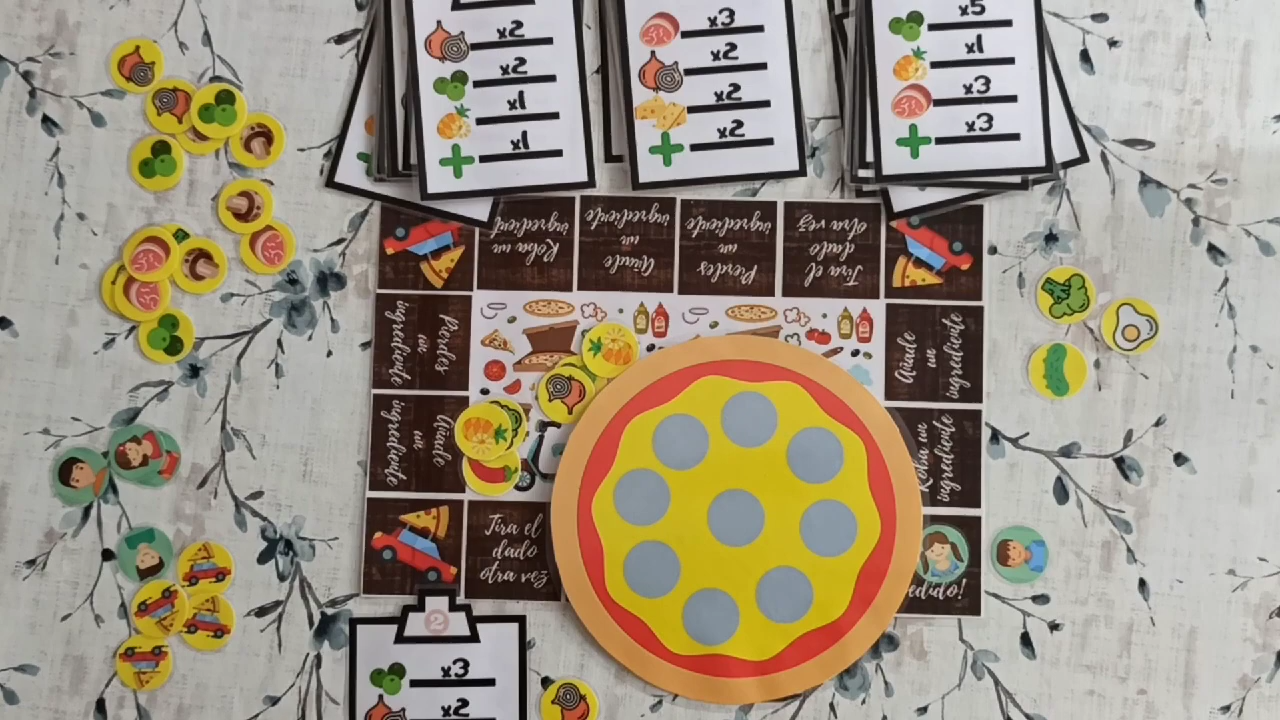 x2
x2
x1
x1
x3
x2
x2
x2
x5
x1
x3
x3
Roba un
ingrediente
Añade
un
ingrediente
Pierdes
un
ingrediente
Tira el
dado
otra vez
Pierdes
un
ingrediente
Añade
un
ingrediente
Añade
un
ingrediente
Roba un
ingrediente
Tira el
dado
otra vez
edido!
2
x3
x2